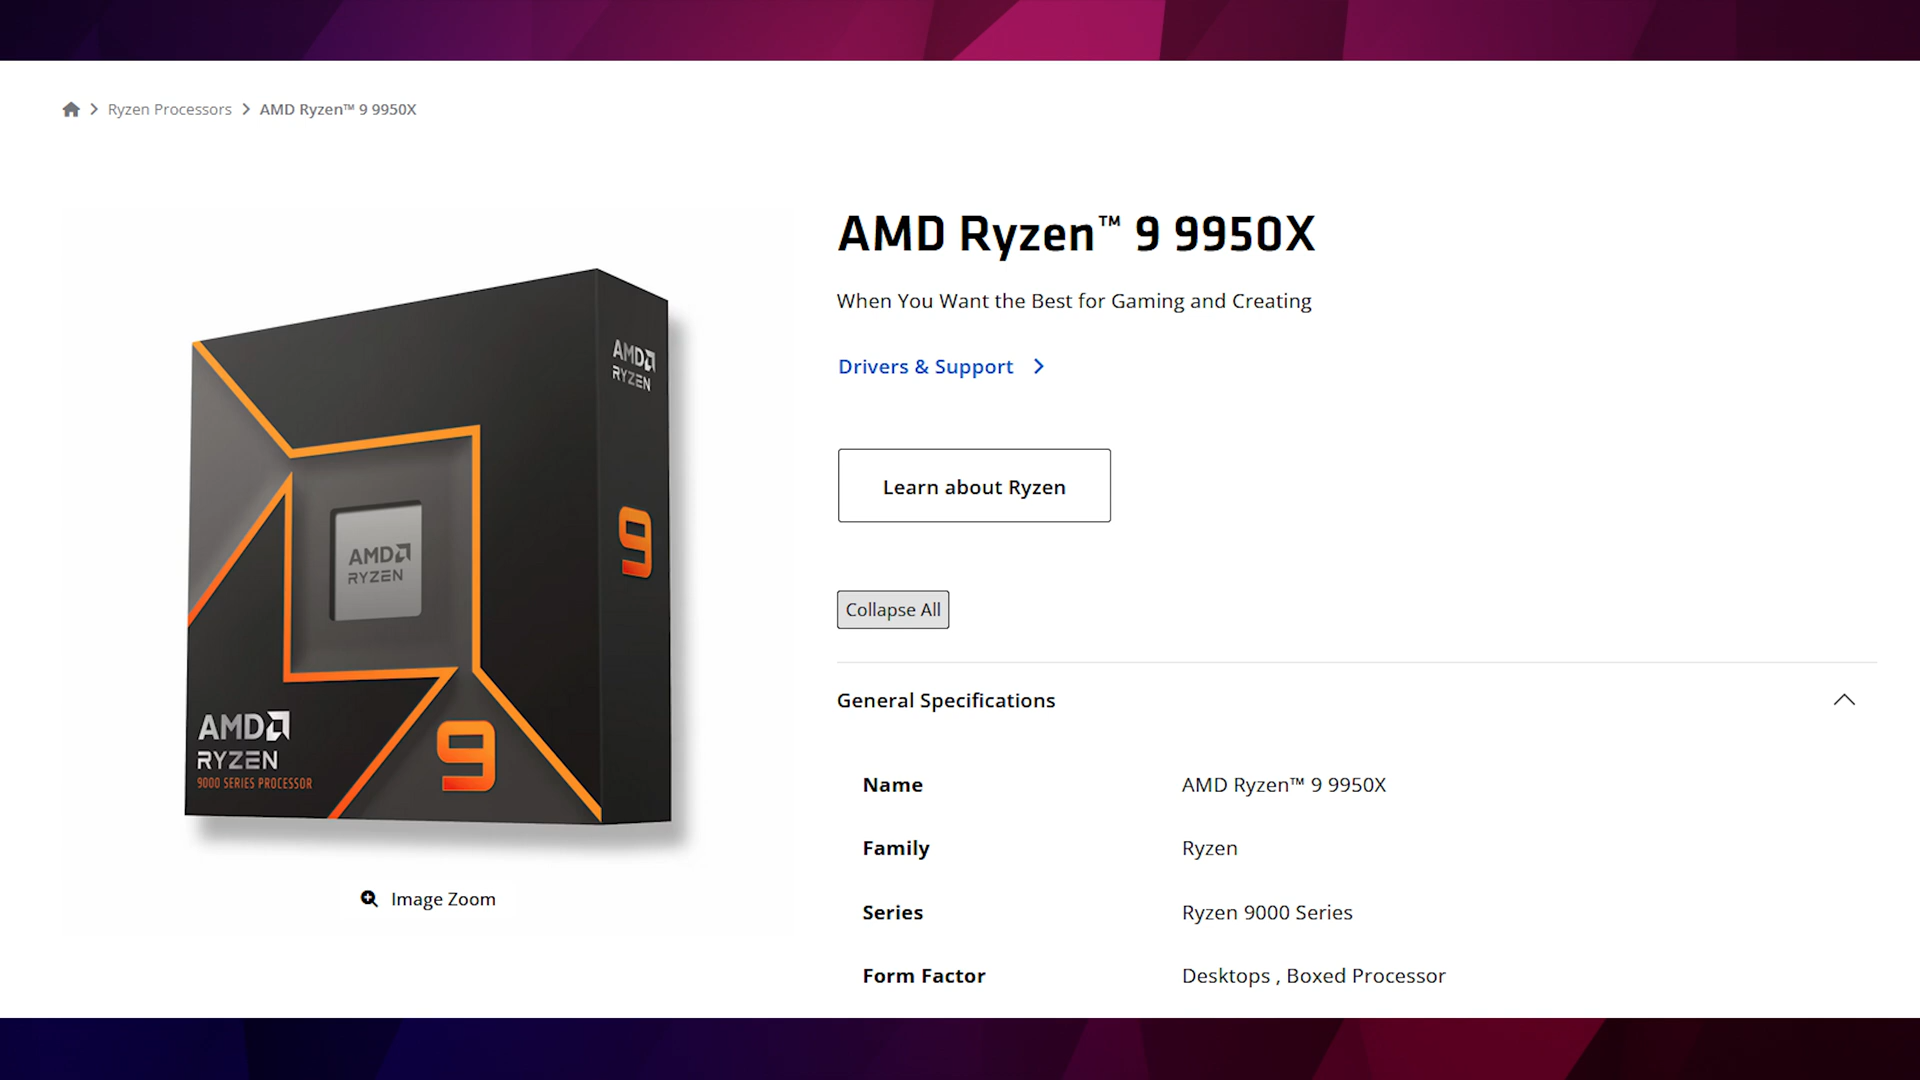 Ryzen Processors AMD Ryzen™ 9 9950X
AMD Ryzen™ 9 9950X
When You Want the Best for Gaming and Creating
Drivers & Support
Learn about Ryzen
Collapse All
General Specifications
Name AMD Ryzen™ 9 9950X
Family Ryzen
Series Ryzen 9000 Series
Form Factor Desktops , Boxed Processor
AMD
RYZEN
9
AMD
RYZEN
AMD
RYZEN
9000 SERIES PROCESSOR
9
Image Zoom